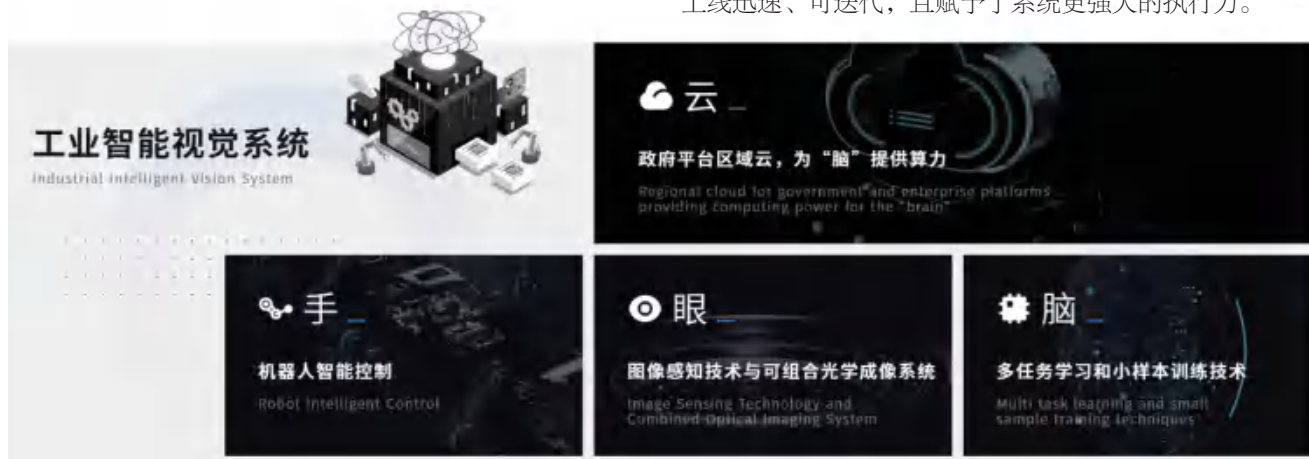 上线迅速、可迭代，且赋予了系统更强大的执行力。
工业智能视觉系统
Industrial Intelligent Vision System
云
政府平台区域云，为“脑”提供算力
Regional cloud for government and enterprise platforms
providing computing power for the "brain"
手
机器人智能控制
Robot Intelligent Control
眼
图像感知技术与可组合光学成像系统
Image Sensing Technology and
Combined Optical Imaging System
脑
多任务学习和小样本训练技术
Multi task learning and small
sample training techniques